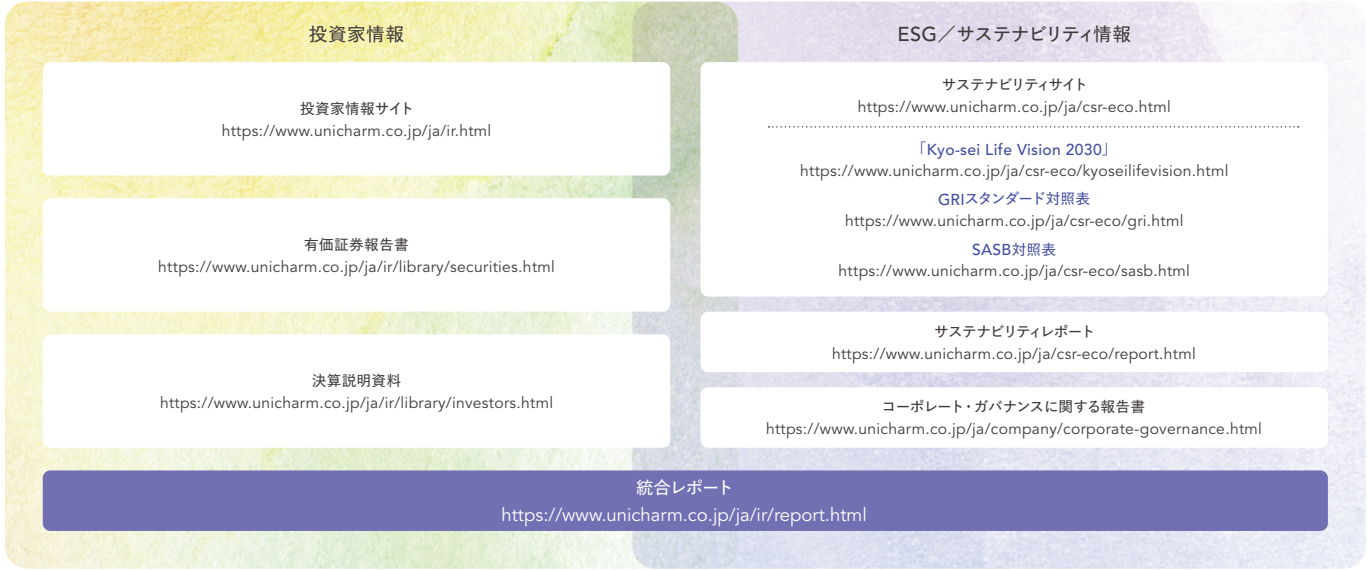 投資家情報
投資家情報サイト
https://www.unicharm.co.jp/ja/ir.html
有価証券報告書
https://www.unicharm.co.jp/ja/ir/library/securities.html
決算説明資料
https://www.unicharm.co.jp/ja/ir/library/investors.html
ESG／サステナビリティ情報
サステナビリティサイト
https://www.unicharm.co.jp/ja/csr-eco.html
「Kyo-sei Life Vision 2030」
https://www.unicharm.co.jp/ja/csr-eco/kyoseilifevision.html
GRIスタンダード対照表
https://www.unicharm.co.jp/ja/csr-eco/gri.html
SASB対照表
https://www.unicharm.co.jp/ja/csr-eco/sasb.html
サステナビリティレポート
https://www.unicharm.co.jp/ja/csr-eco/report.html
コーポレート・ガバナンスに関する報告書
https://www.unicharm.co.jp/ja/company/corporate-governance.html
統合レポート
https://www.unicharm.co.jp/ja/ir/report.html